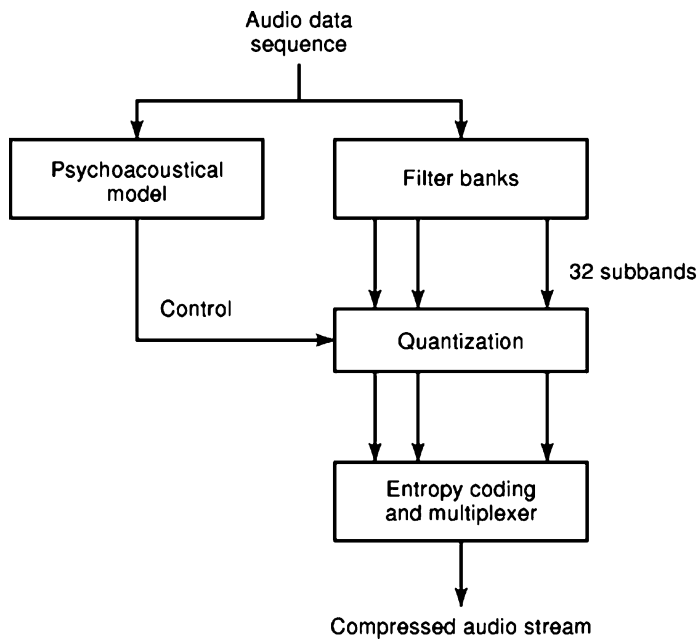 Audio data
sequence
Psychoacoustical
model
Filter banks
32 subbands
Control
Quantization
Entropy coding
and multiplexer
Compressed audio stream